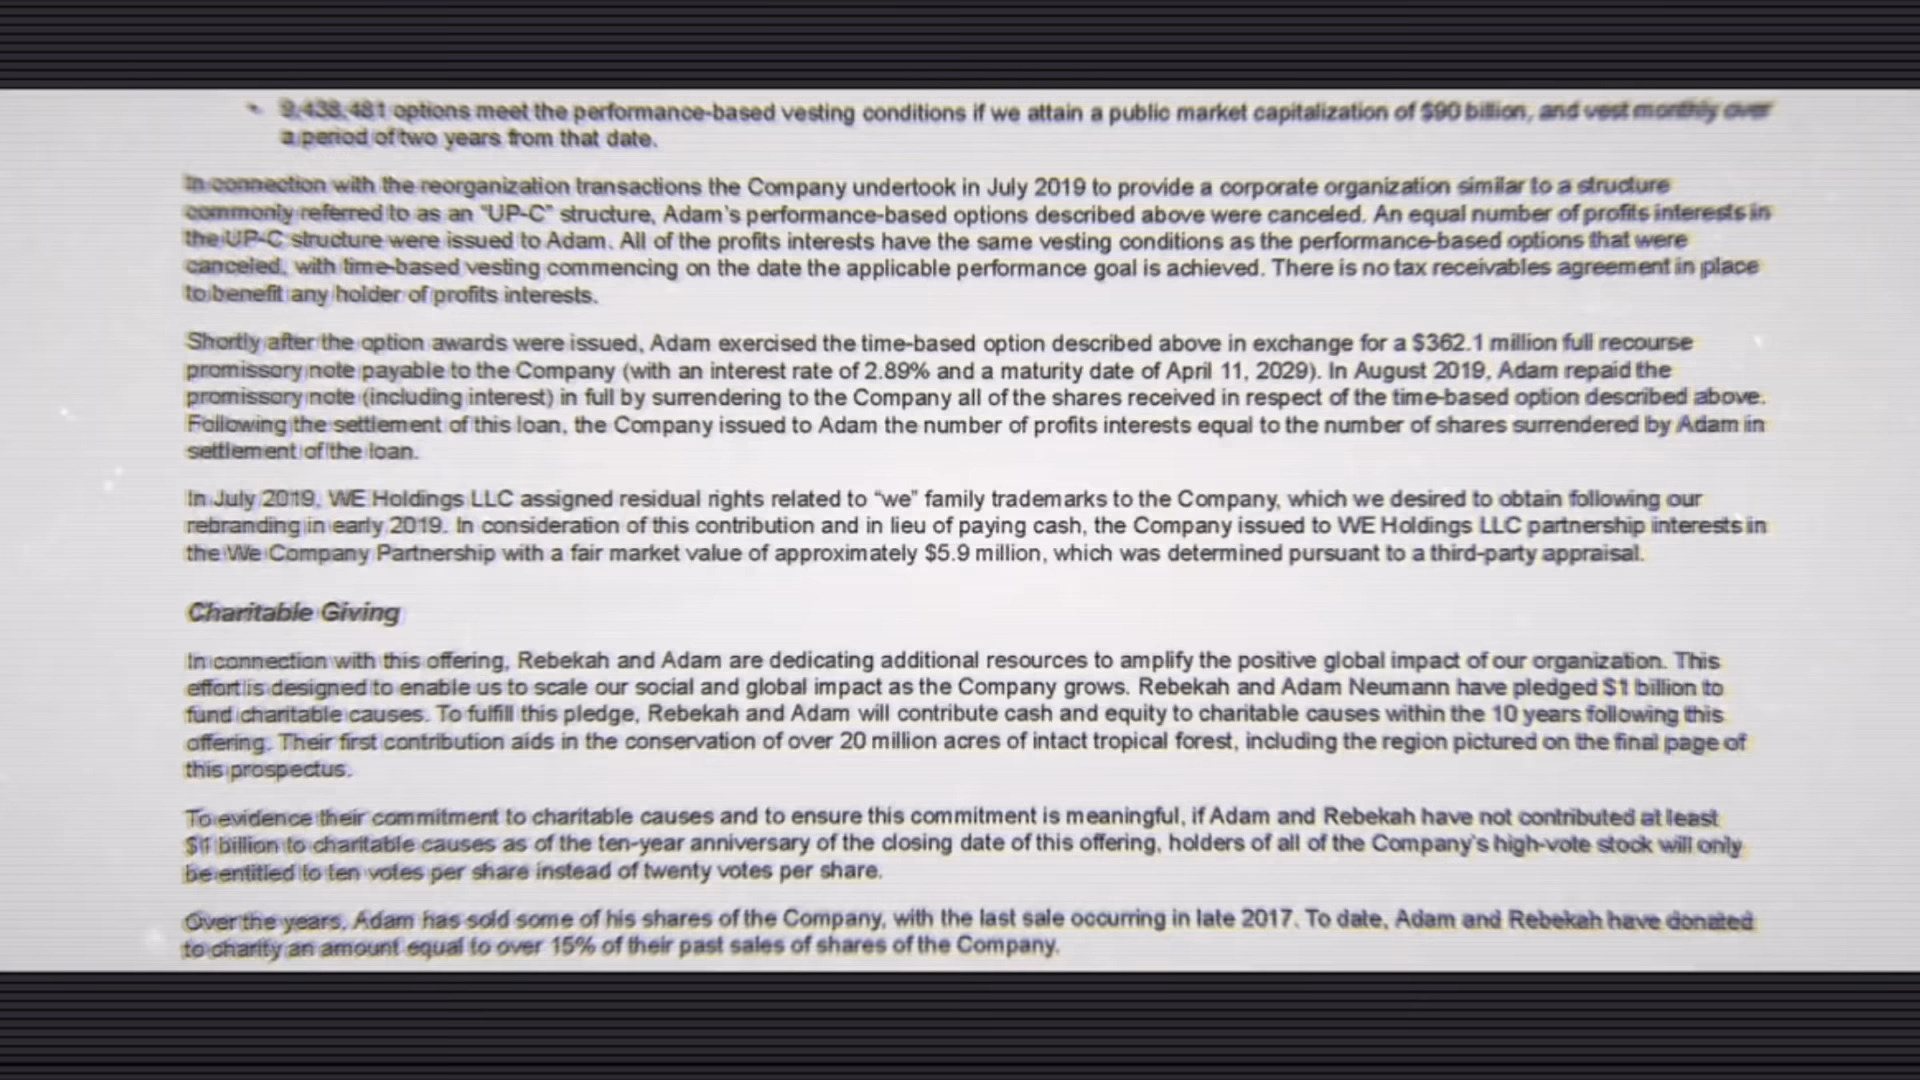 • 9,438,481 options meet the performance-based vesting conditions if we attain a public market capitalization of $90 billion, and vest monthly over
a period of two years from that date.
In connection with the reorganization transactions the Company undertook in July 2019 to provide a corporate organization similar to a structure
commonly referred to as an "UP-C" structure, Adam's performance-based options described above were canceled. An equal number of profits interests in
the UP-C structure were issued to Adam. All of the profits interests have the same vesting conditions as the performance-based options that were
canceled, with time-based vesting commencing on the date the applicable performance goal is achieved. There is no tax receivables agreement in place
to benefit any holder of profits interests.
Shortly after the option awards were issued, Adam exercised the time-based option described above in exchange for a $362.1 million full recourse
promissory note payable to the Company (with an interest rate of 2.89% and a maturity date of April 11, 2029). In August 2019, Adam repaid the
promissory note (including interest) in full by surrendering to the Company all of the shares received in respect of the time-based option described above.
Following the settlement of this loan, the Company issued to Adam the number of profits interests equal to the number of shares surrendered by Adam in
settlement of the loan.
In July 2019, WE Holdings LLC assigned residual rights related to “we” family trademarks to the Company, which we desired to obtain following our
rebranding in early 2019. In consideration of this contribution and in lieu of paying cash, the Company issued to WE Holdings LLC partnership interests in
the We Company Partnership with a fair market value of approximately $5.9 million, which was determined pursuant to a third-party appraisal.
Charitable Giving
In connection with this offering, Rebekah and Adam are dedicating additional resources to amplify the positive global impact of our organization. This
effort is designed to enable us to scale our social and global impact as the Company grows. Rebekah and Adam Neumann have pledged $1 billion to
fund charitable causes. To fulfill this pledge, Rebekah and Adam will contribute cash and equity to charitable causes within the 10 years following this
offering. Their first contribution aids in the conservation of over 20 million acres of intact tropical forest, including the region pictured on the final page of
this prospectus.
To evidence their commitment to charitable causes and to ensure this commitment is meaningful, if Adam and Rebekah have not contributed at least
$1 billion to charitable causes as of the ten-year anniversary of the closing date of this offering, holders of all of the Company's high-vote stock will only
be entitled to ten votes per share instead of twenty votes per share.
Over the years, Adam has sold some of his shares of the Company, with the last sale occurring in late 2017. To date, Adam and Rebekah have donated
to charity an amount equal to over 15% of their past sales of shares of the Company.